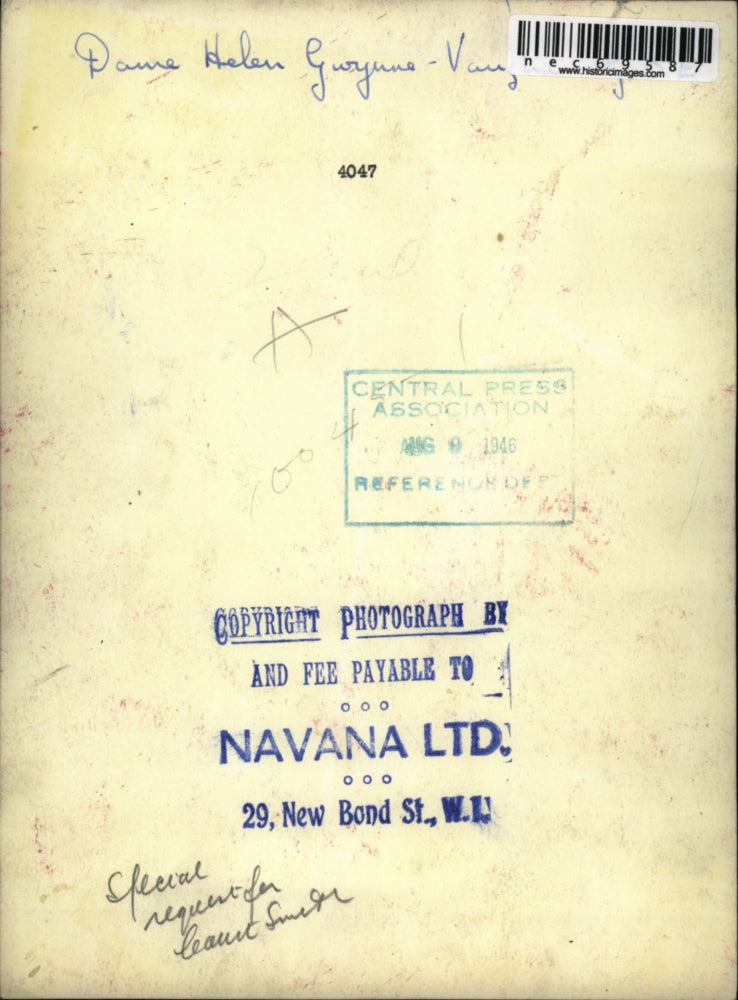 Dame Helen Gwynne-Vau
nec69587
www.historicimages.com
4047
A
CENTRAL PRESS
ASSOCIATION
AUG 9 1946
REFERENCE DEPT
COPYRIGHT PHOTOGRAPH BY
AND FEE PAYABLE TO
NAVANA LTD.
29, New Bond St., W.1.
Special
request for